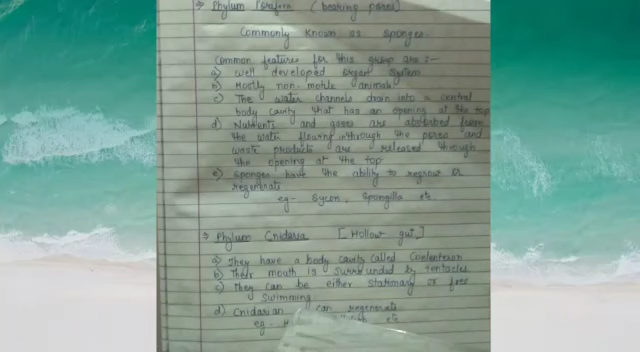 → Phylum Porifera (bearing pores)
Commonly known as sponges.
Common features for this group are :-
a) well developed organ system
b) Mostly non-motile animals
c) The water channels drain into a central
body cavity that has an opening at the top
d) Nutrients and gases are absorbed from
the water flowing through the pores and
waste products are released through
the opening at the top
e) sponges have the ability to regrow or
regenerate
eg- Sycon, Spongilla etc.
→ Phylum Cnidaria [Hollow gut]
a) They have a body cavity called Coelenteron
b) Their mouth is surrounded by tentacles
c) They can be either stationary or free
swimming
d) Cnidarian can regenerate
eg- etc